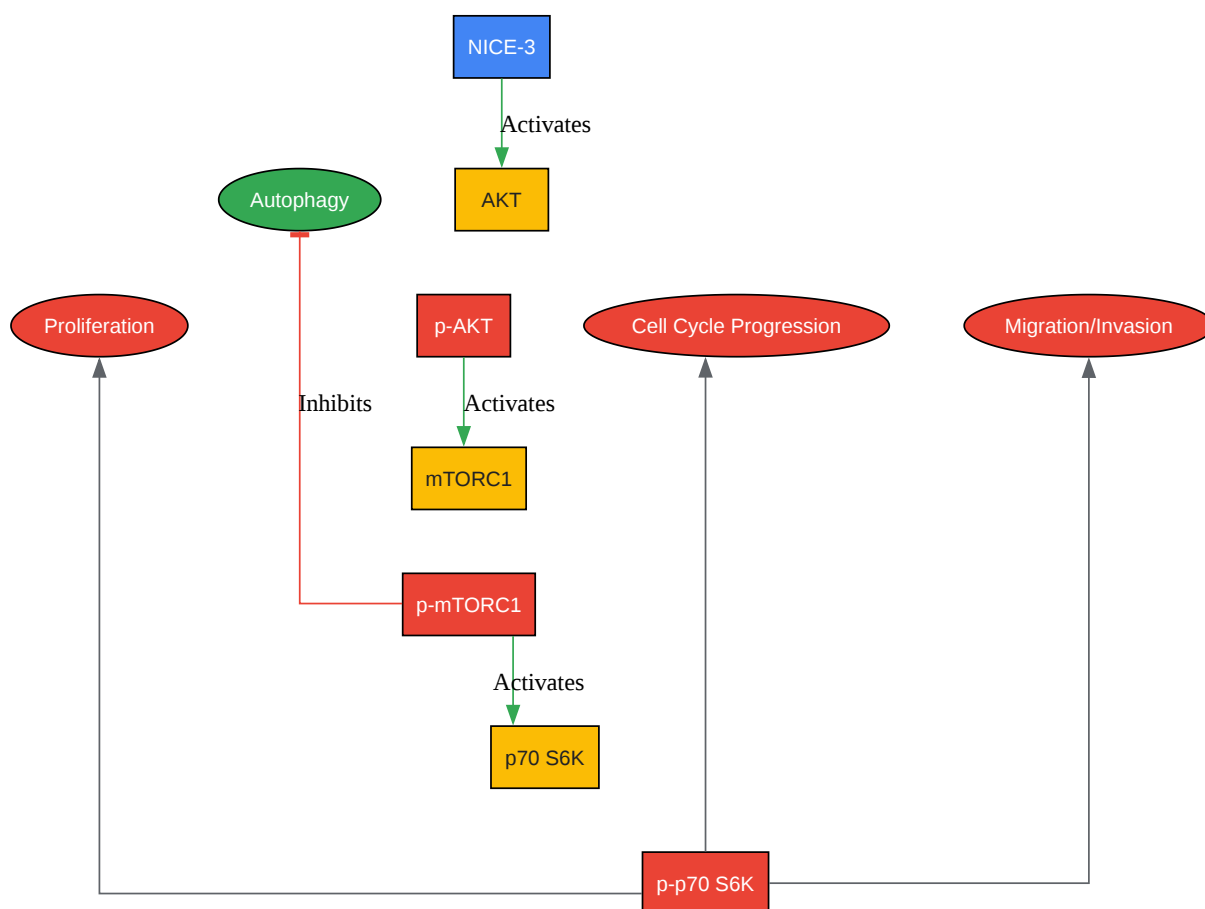 NICE-3
Activates
Autophagy
AKT
Proliferation
p-AKT
Cell Cycle Progression
Migration/Invasion
Inhibits
Activates
mTORC1
p-mTORC1
Activates
p70 S6K
p-p70 S6K